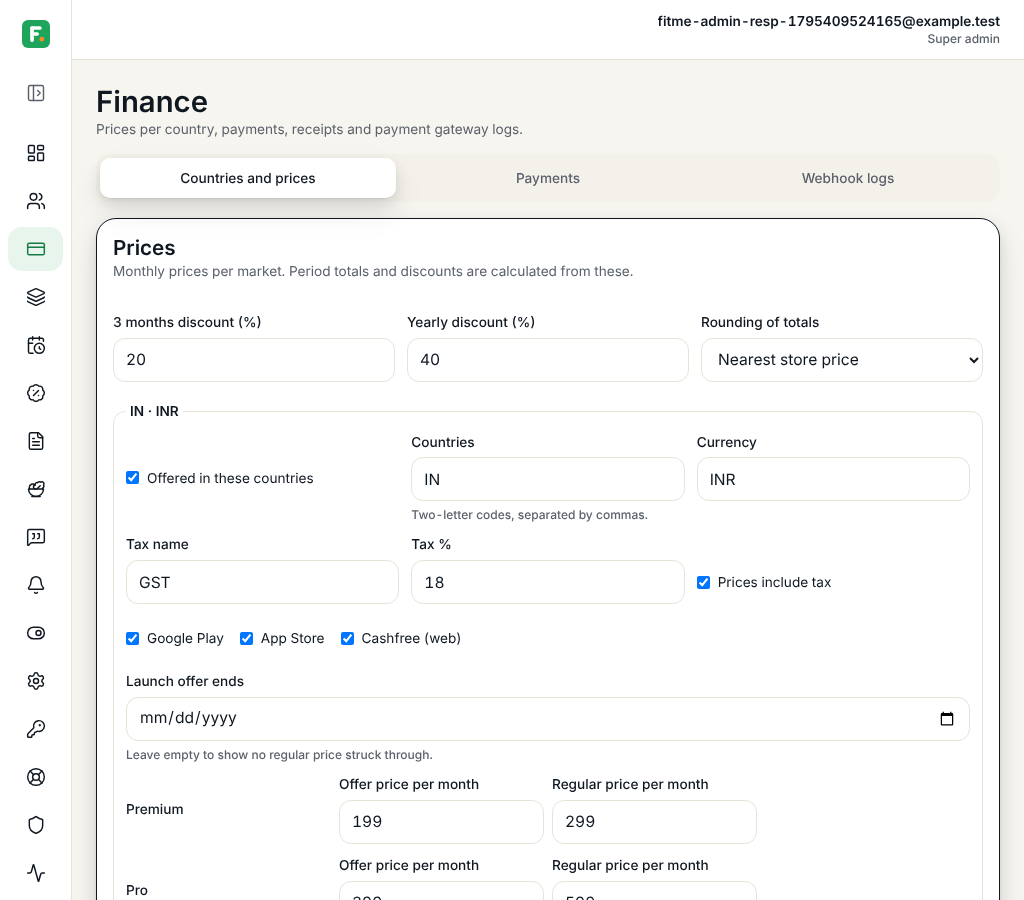 F.
fitme-admin-resp-1795409524165@example.test
Super admin
Finance
Prices per country, payments, receipts and payment gateway logs.
Countries and prices
Payments
Webhook logs
Prices
Monthly prices per market. Period totals and discounts are calculated from these.
3 months discount (%)
Yearly discount (%)
Rounding of totals
20
40
Nearest store price
IN · INR
Countries
Currency
Offered in these countries
IN
INR
Two-letter codes, separated by commas.
Tax name
Tax %
GST
18
Prices include tax
Google Play
App Store
Cashfree (web)
Launch offer ends
mm/dd/yyyy
Leave empty to show no regular price struck through.
Offer price per month
Regular price per month
Premium
199
299
Offer price per month
Regular price per month
Pro